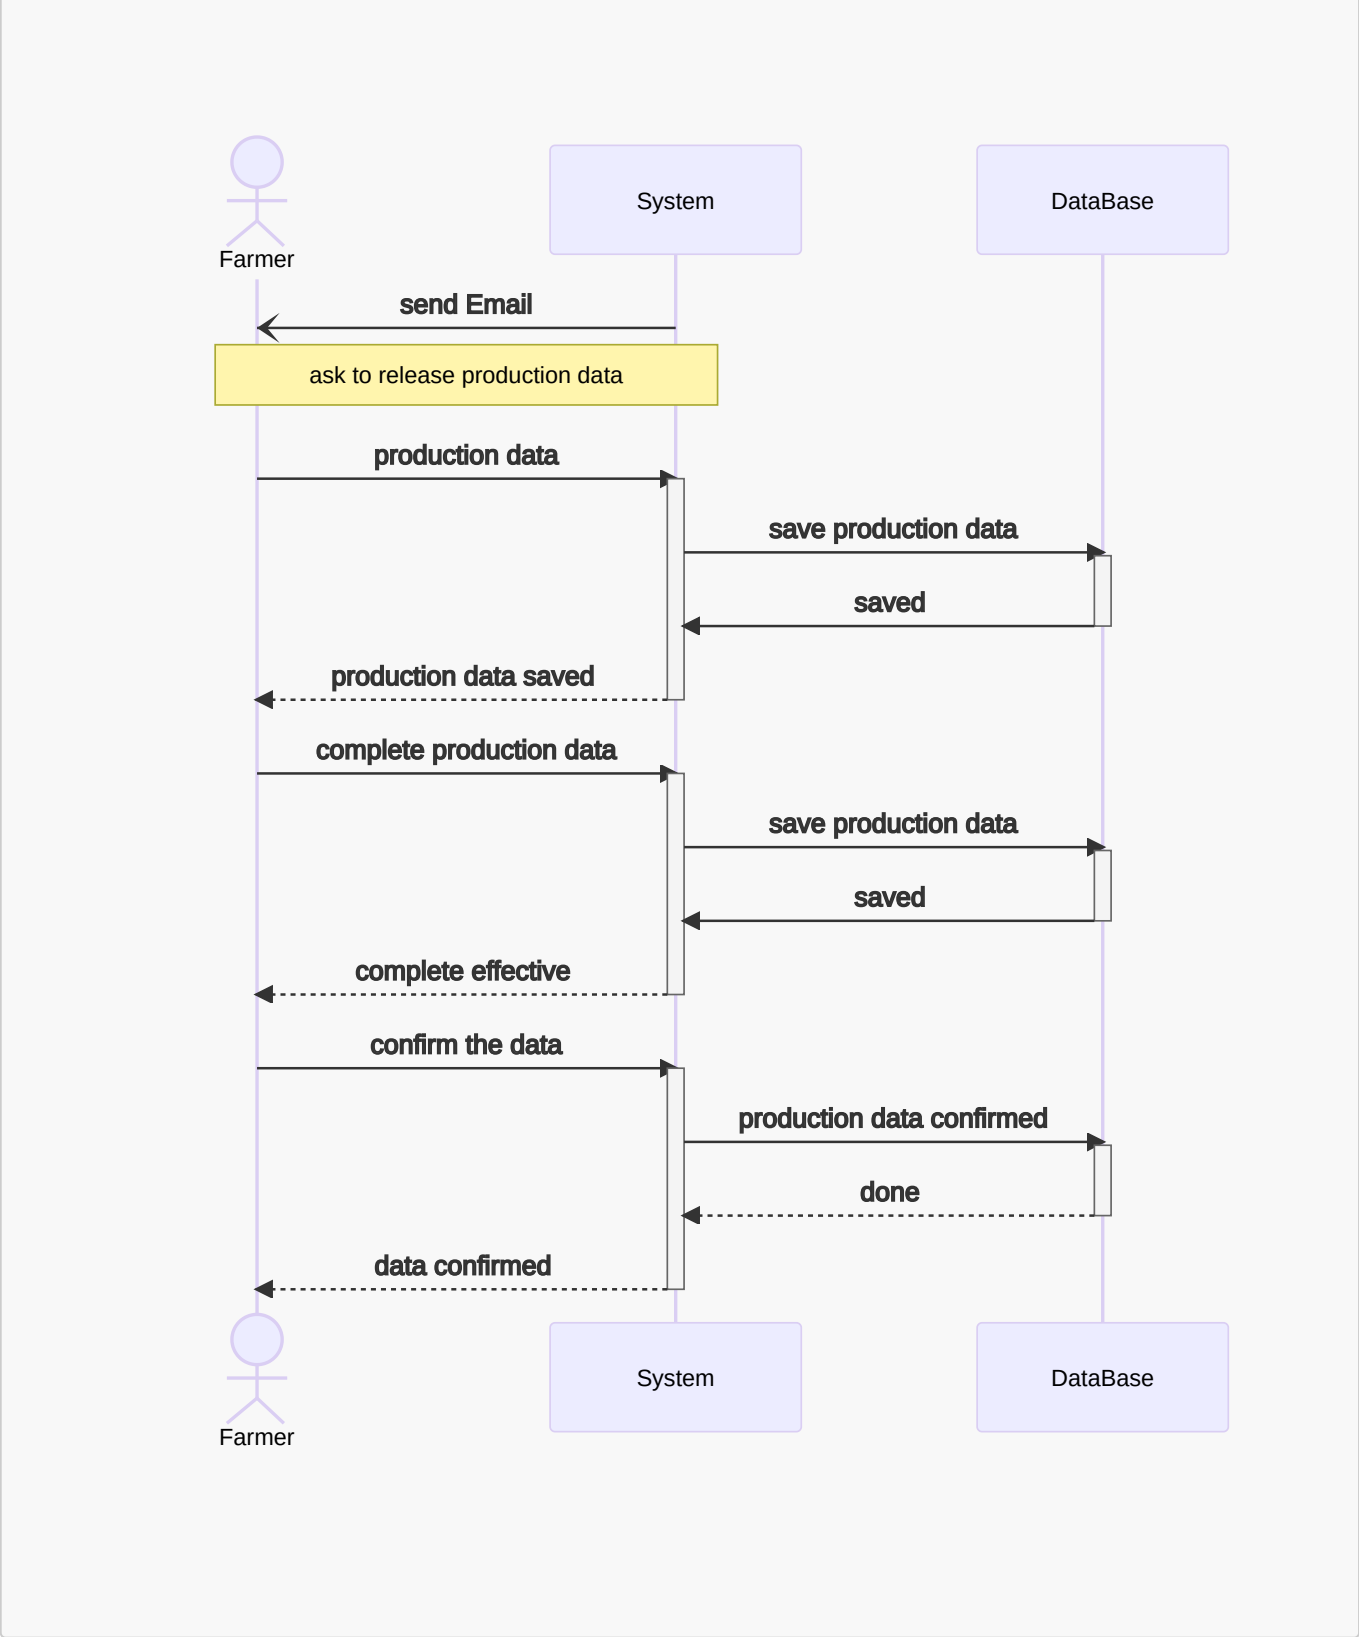 Farmer
System
DataBase
send Email
ask to release production data
production data
save production data
saved
production data saved
complete production data
save production data
saved
complete effective
confirm the data
production data confirmed
done
data confirmed
Farmer
System
DataBase